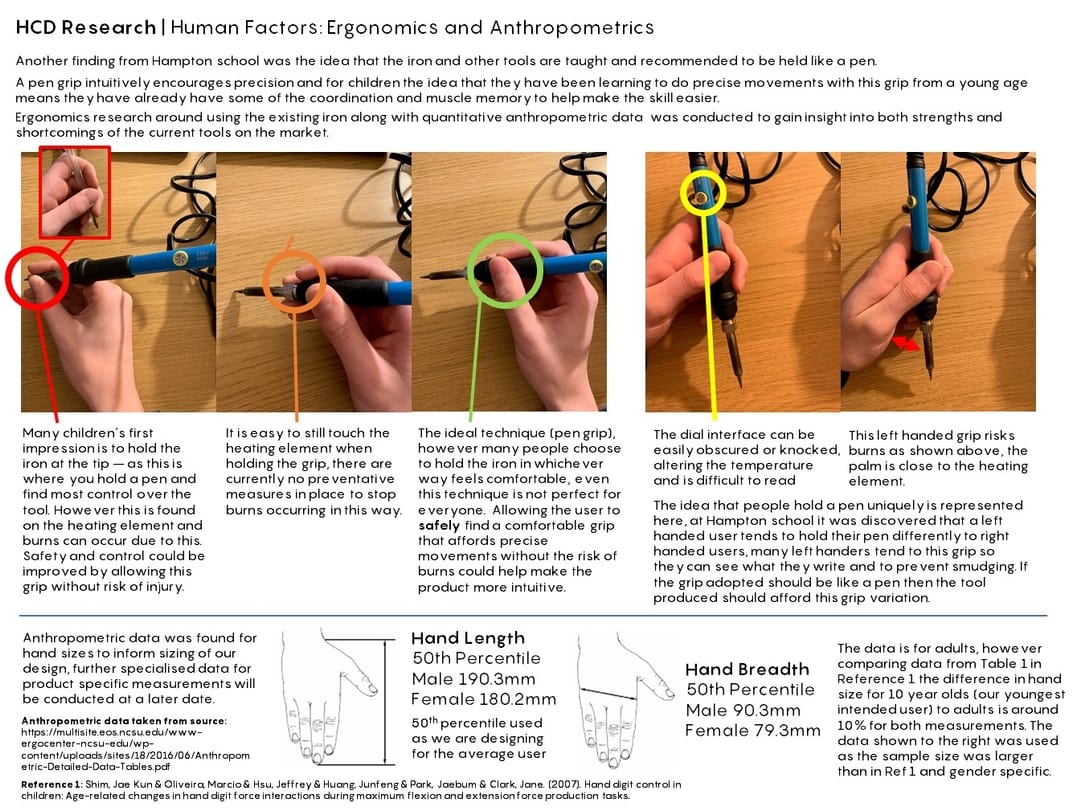 HCD Research | Human Factors: Ergonomics and Anthropometrics
Another finding from Hampton school was the idea that the iron and other tools are taught and recommended to be held like a pen.
A pen grip intuitively encourages precision and for children the idea that they have been learning to do precise movements with this grip from a young age
means they have already have some of the coordination and muscle memory to help make the skill easier.
Ergonomics research around using the existing iron along with quantitative anthropometric data was conducted to gain insight into both strengths and
shortcomings of the current tools on the market.
Many children's first
impression is to hold the
iron at the tip – as this is
where you hold a pen and
find most control over the
tool. However this is found
on the heating element and
burns can occur due to this.
Safety and control could be
improved by allowing this
grip without risk of injury.
It is easy to still touch the
heating element when
holding the grip, there are
currently no preventative
measures in place to stop
burns occurring in this way.
The ideal technique (pen grip),
however many people choose
to hold the iron in whichever
way feels comfortable, even
this technique is not perfect for
everyone. Allowing the user to
safely find a comfortable grip
that affords precise
movements without the risk of
burns could help make the
product more intuitive.
The dial interface can be
easily obscured or knocked,
altering the temperature
and is difficult to read
This left handed grip risks
burns as shown above, the
palm is close to the heating
element.
The idea that people hold a pen uniquely is represented
here, at Hampton school it was discovered that a left
handed user tends to hold their pen differently to right
handed users, many left handers tend to this grip so
they can see what they write and to prevent smudging. If
the grip adopted should be like a pen then the tool
produced should afford this grip variation.
Anthropometric data was found for
hand sizes to inform sizing of our
design, further specialised data for
product specific measurements will
be conducted at a later date.
Anthropometric data taken from source:
https://multisite.eos.ncsu.edu/www-
ergocenter-ncsu-edu/wp-
content/uploads/sites/18/2016/06/Anthropom
etric-Detailed-Data-Tables.pdf
Hand Length
50th Percentile
Male 190.3mm
Female 180.2mm
50th percentile used
as we are designing
for the average user
Hand Breadth
50th Percentile
Male 90.3mm
Female 79.3mm
The data is for adults, however
comparing data from Table 1 in
Reference 1 the difference in hand
size for 10 year olds (our youngest
intended user) to adults is around
10% for both measurements. The
data shown to the right was used
as the sample size was larger
than in Ref 1 and gender specific.
Reference 1: Shim, Jae Kun & Oliveira, Marcio & Hsu, Jeffrey & Huang, Junfeng & Park, Jaebum & Clark, Jane. (2007). Hand digit control in
children: Age-related changes in hand digit force interactions during maximum flexion and extension force production tasks.